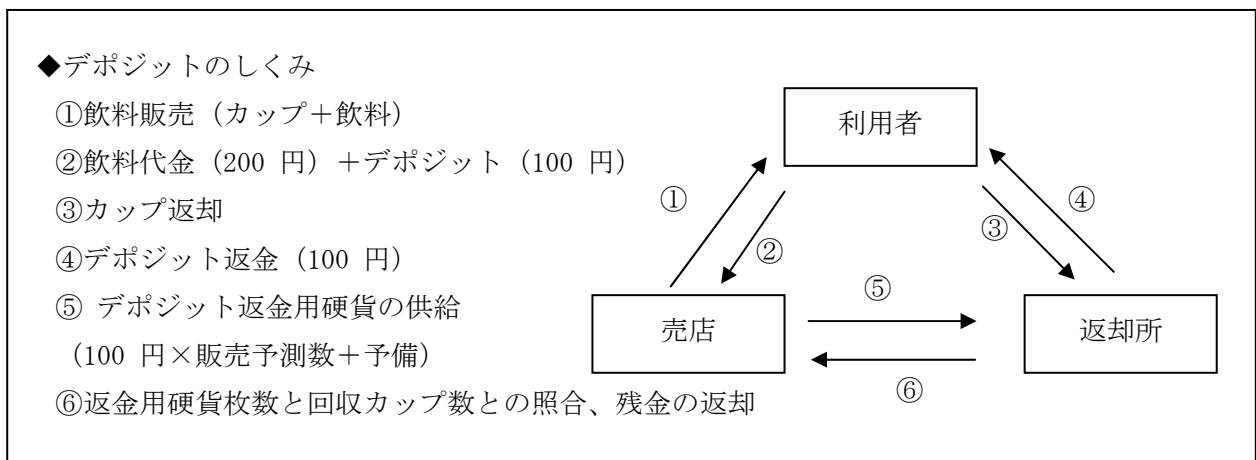 ◆デポジットのしくみ
①飲料販売（カップ＋飲料）
②飲料代金（200 円）＋デポジット（100 円）
③カップ返却
④デポジット返金（100 円）
⑤ デポジット返金用硬貨の供給
（100 円×販売予測数＋予備）
⑥返金用硬貨枚数と回収カップ数との照合、残金の返却
利用者
①
②
③
④
売店
⑤
⑥
返却所